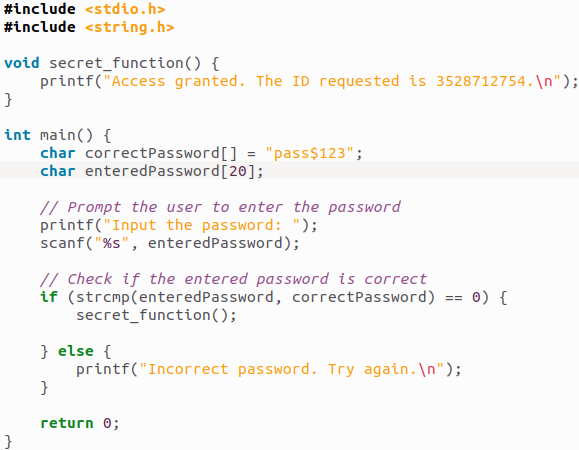 #include <stdio.h>
#include <string.h>

void secret_function() {
    printf("Access granted. The ID requested is 3528712754.\n");
}

int main() {
    char correctPassword[] = "pass$123";
    char enteredPassword[20];

    // Prompt the user to enter the password
    printf("Input the password: ");
    scanf("%s", enteredPassword);

    // Check if the entered password is correct
    if (strcmp(enteredPassword, correctPassword) == 0) {
        secret_function();

    } else {
        printf("Incorrect password. Try again.\n");
    }

    return 0;
}